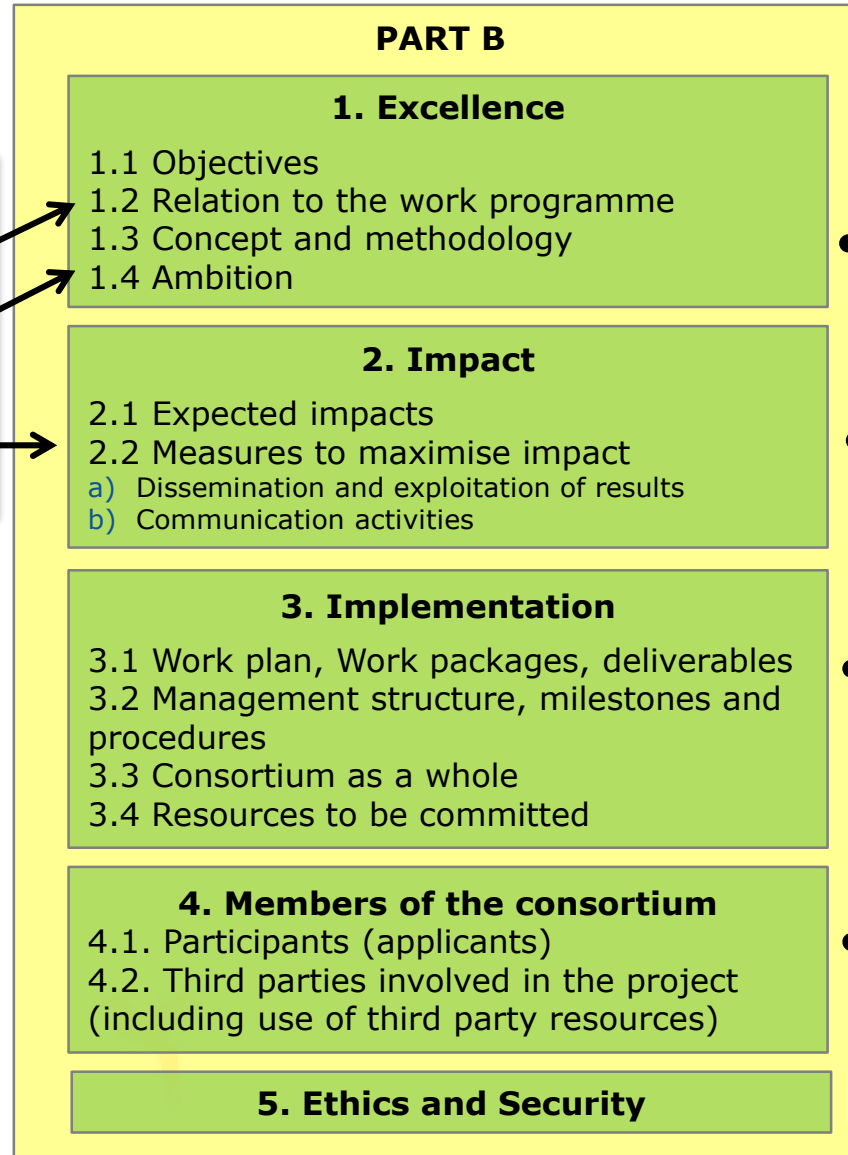 PART B
1. Excellence
1.1 Objectives
1.2 Relation to the work programme
1.3 Concept and methodology
1.4 Ambition
2. Impact
2.1 Expected impacts
2.2 Measures to maximise impact
a) Dissemination and exploitation of results
b) Communication activities
3. Implementation
3.1 Work plan, Work packages, deliverables
3.2 Management structure, milestones and
procedures
3.3 Consortium as a whole
3.4 Resources to be committed
4. Members of the consortium
4.1. Participants (applicants)
4.2. Third parties involved in the project
(including use of third party resources)
5. Ethics and Security